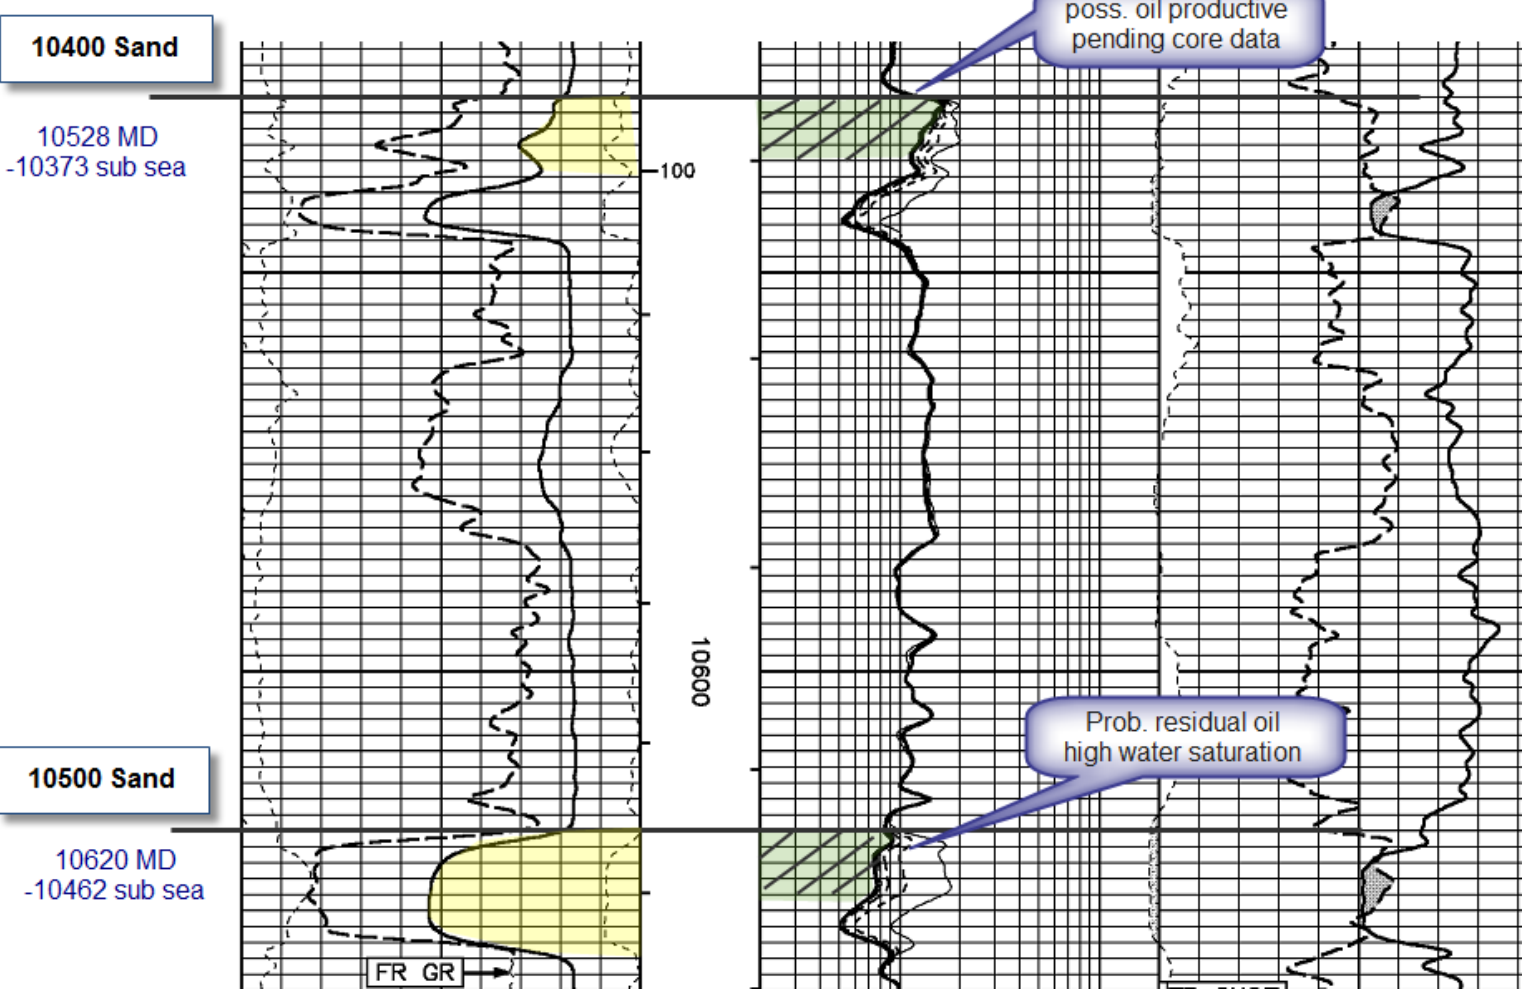 poss. oil productive
pending core data
10400 Sand
10528 MD
-10373 sub sea
100
10600
Prob. residual oil
high water saturation
10500 Sand
10620 MD
-10462 sub sea
FR GR